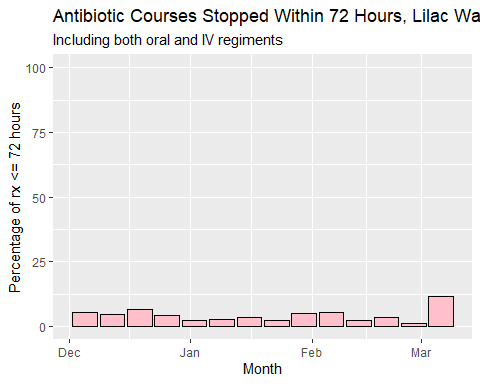 Antibiotic Courses Stopped Within 72 Hours, Lilac Wa
Including both oral and IV regiments
Percentage of rx <= 72 hours
100
75
50
25
0
Dec Jan Feb Mar
Month